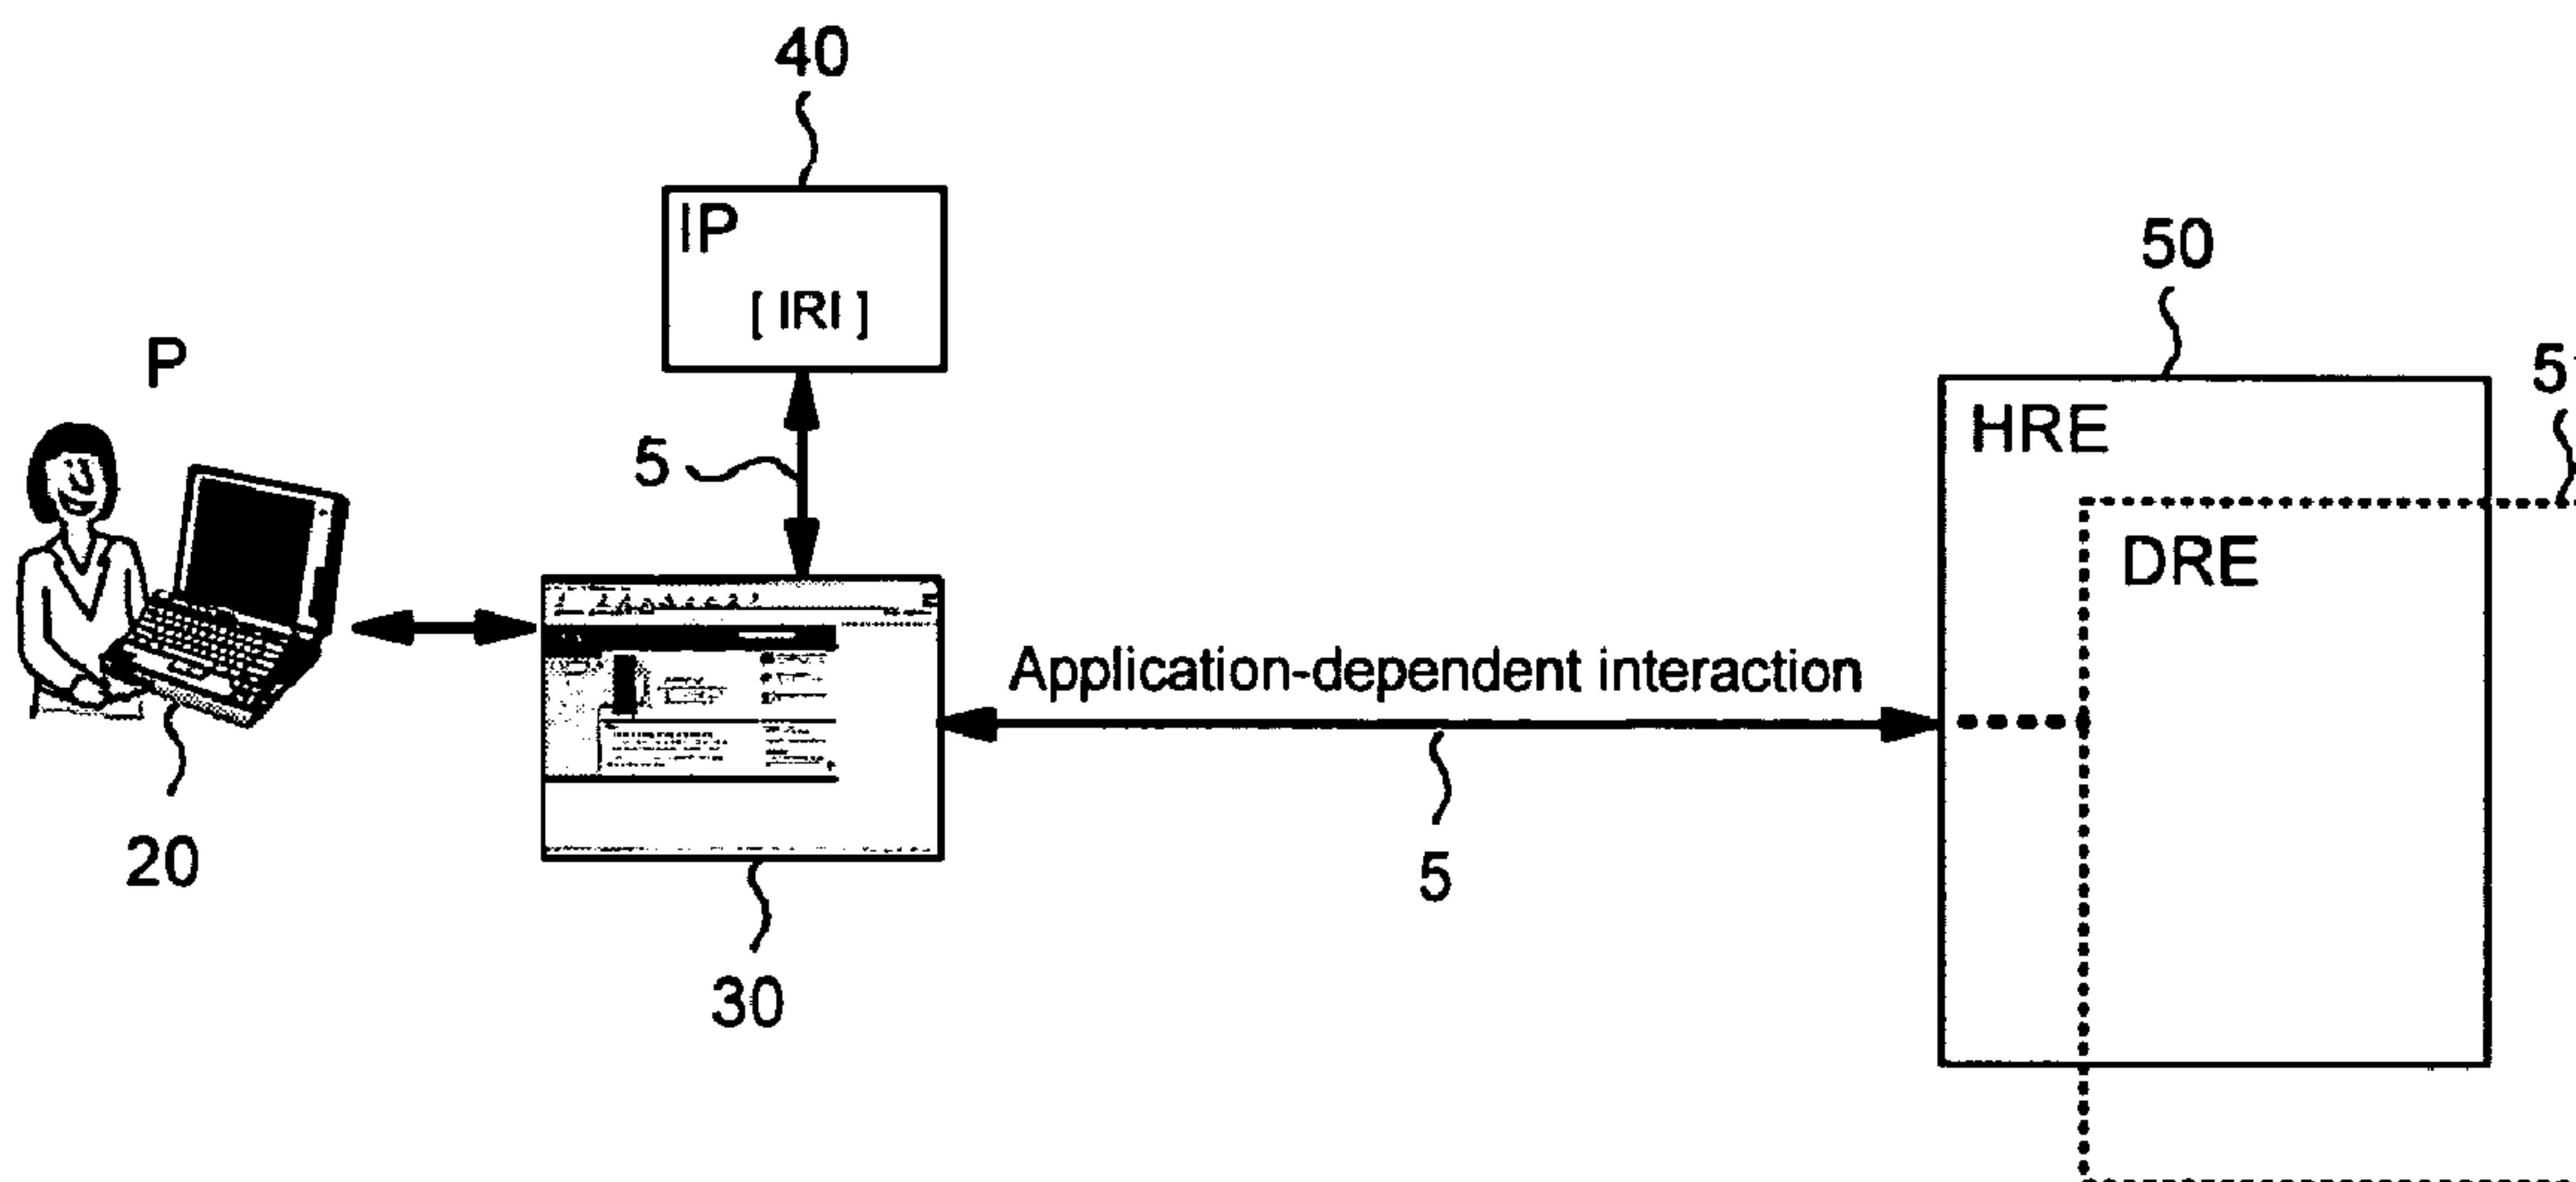 40
IP
[ IRI ]
50
P
5
HRE
DRE
Application-dependent interaction
20
5
30